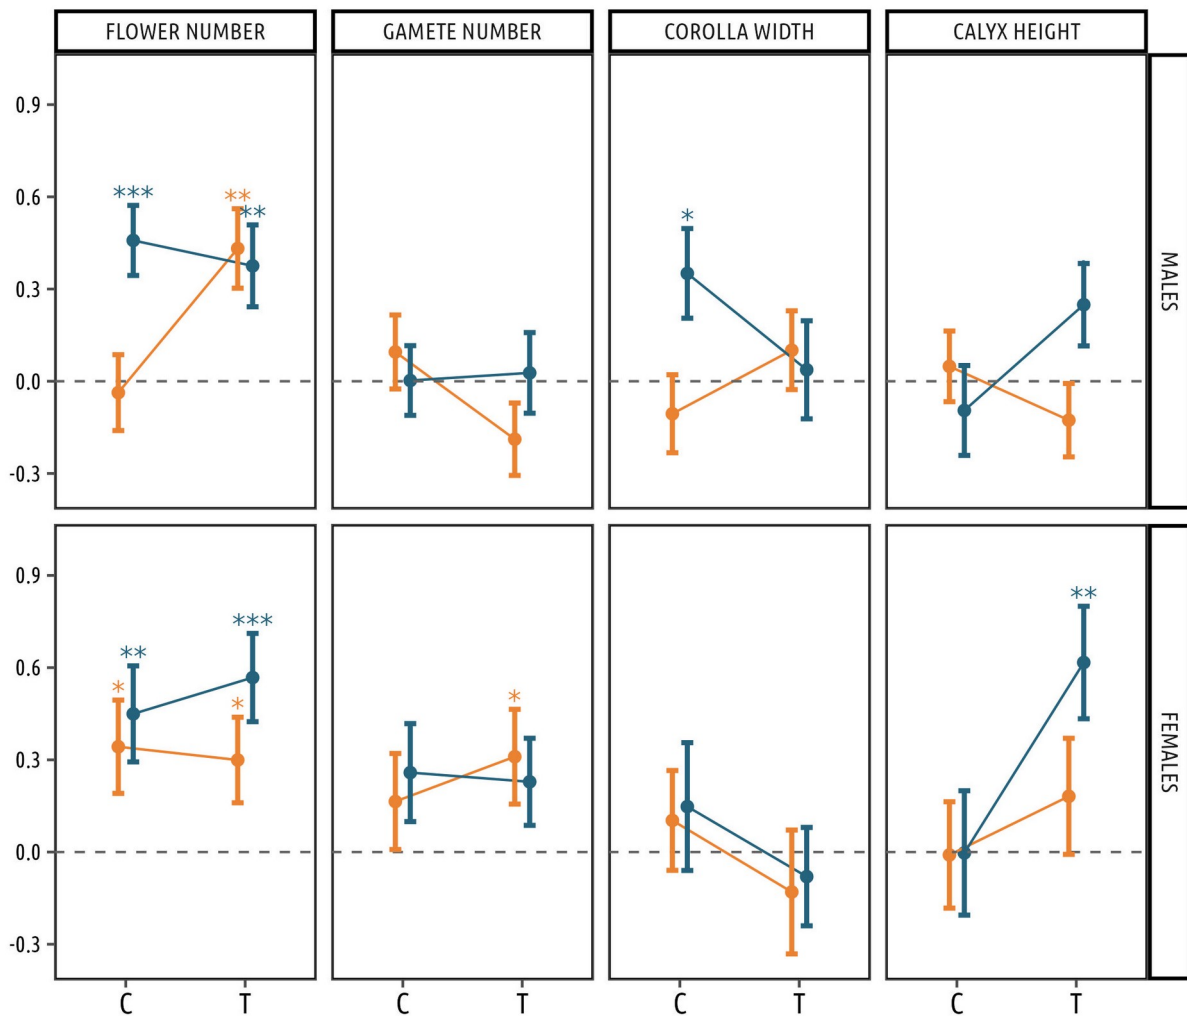 FLOWER NUMBER GAMETE NUMBER COROLLA WIDTH CALYX HEIGHT
0.9
0.6
0.3
0.0
-0.3
*** ** ** *
MALES
0.9
0.6
0.3
0.0
-0.3
* ** * *** * **
FEMALES
C T C T C T C T